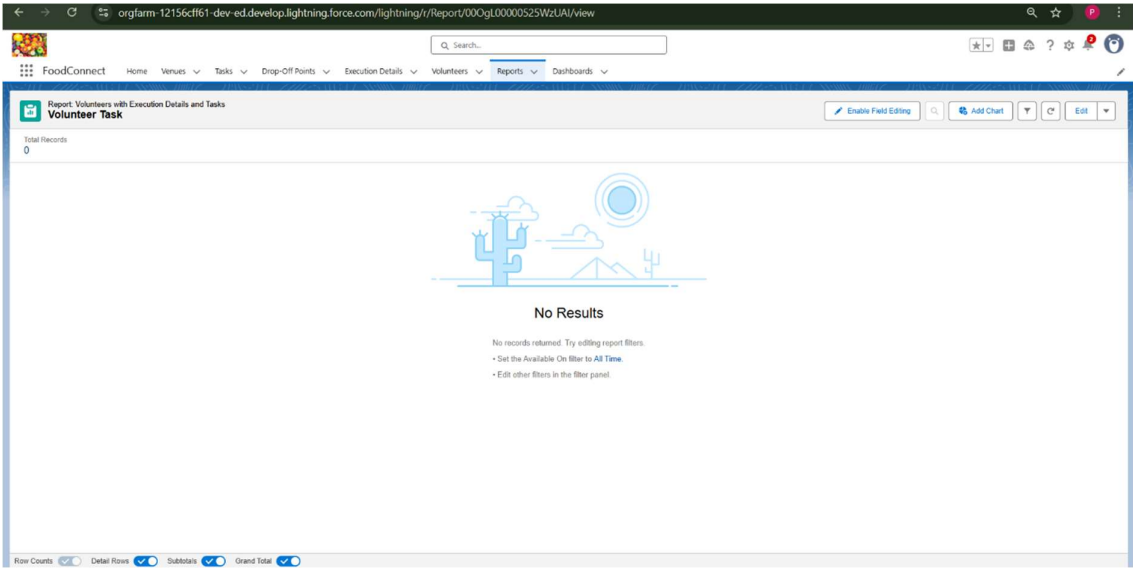 orgfarm-12156cff61-dev-ed.develop.lightning.force.com/lightning/r/Report/00OgL00000525WzUAI/view
P
Search...
2
FoodConnect Home Venues Tasks Drop-Off Points Execution Details Volunteers Reports Dashboards
Report: Volunteers with Execution Details and Tasks
Volunteer Task
Enable Field Editing
Add Chart
Edit
Total Records
0
No Results
No records returned. Try editing report filters.
• Set the Available On filter to All Time.
• Edit other filters in the filter panel.
Row Counts Detail Rows Subtotals Grand Total